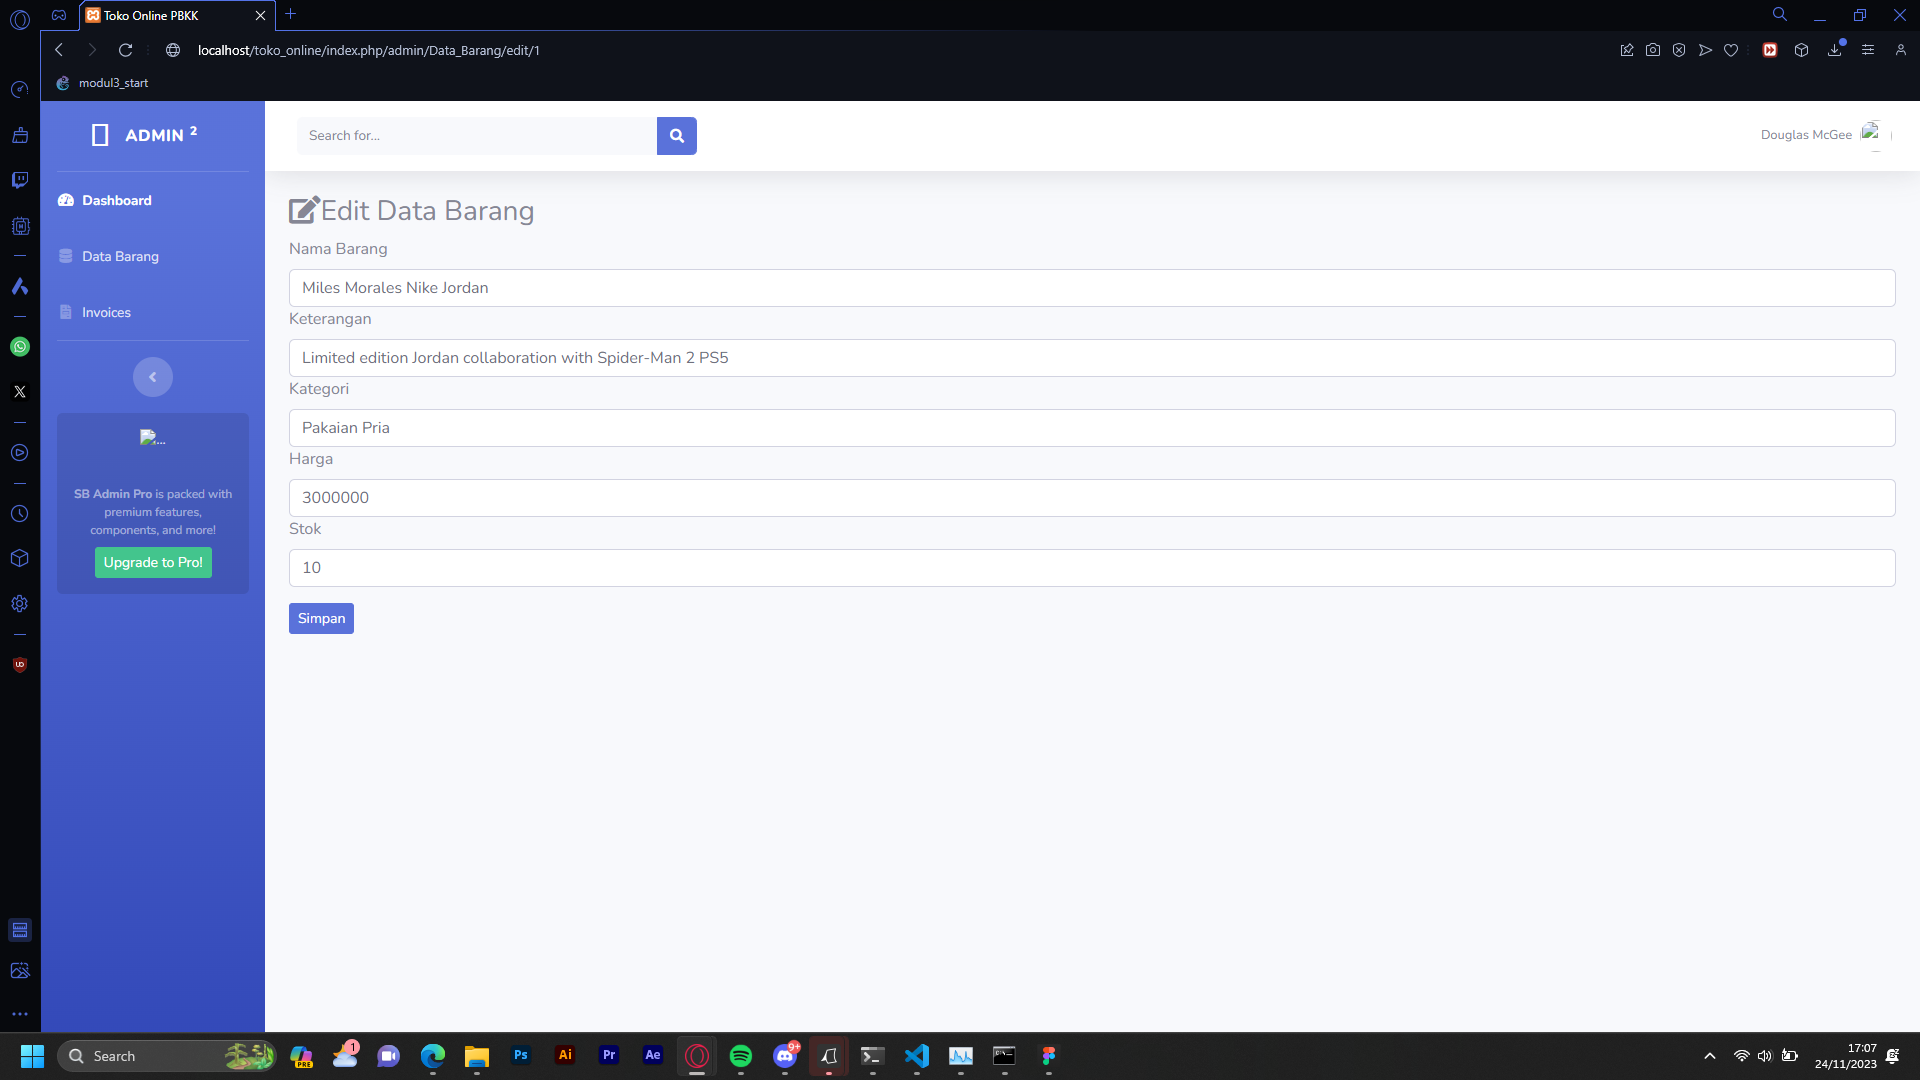 Toko Online PBKK
localhost/toko_online/index.php/admin/Data_Barang/edit/1
modul3_start
ADMIN 2
Search for...
Douglas McGee
Dashboard
Data Barang
Invoices
...
SB Admin Pro is packed with
premium features,
components, and more!
Upgrade to Pro!
Edit Data Barang
Nama Barang
Miles Morales Nike Jordan
Keterangan
Limited edition Jordan collaboration with Spider-Man 2 PS5
Kategori
Pakaian Pria
Harga
3000000
Stok
10
Simpan
Search
PRE
1
Ps
Ai
Pr
Ae
9+
17:07
24/11/2023